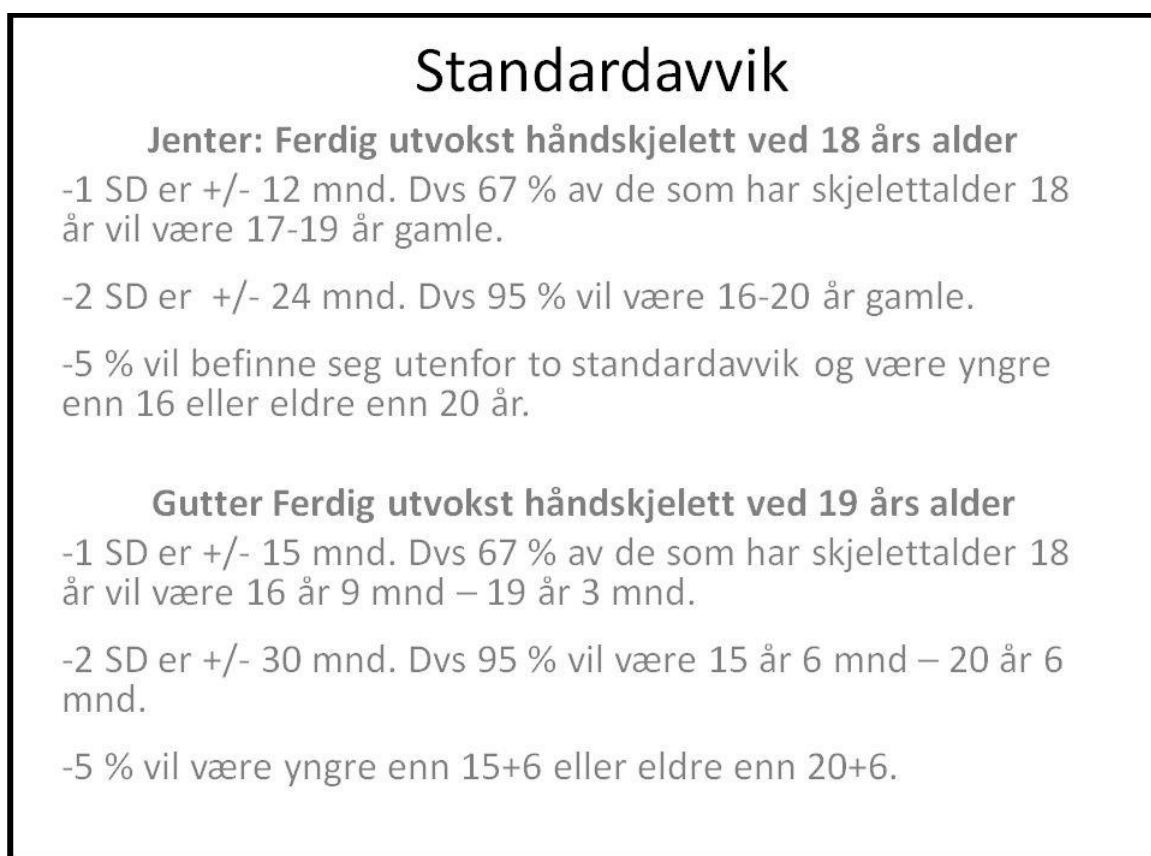 Standardavvik
Jenter: Ferdig utvokst håndskjelett ved 18 års alder
-1 SD er +/- 12 mnd. Dvs 67 % av de som har skjelettalder 18
år vil være 17-19 år gamle.
-2 SD er  +/- 24 mnd. Dvs 95 % vil være 16-20 år gamle.
-5 % vil befinne seg utenfor to standardavvik og være yngre
enn 16 eller eldre enn 20 år.
Gutter Ferdig utvokst håndskjelett ved 19 års alder
-1 SD er +/- 15 mnd. Dvs 67 % av de som har skjelettalder 18
år vil være 16 år 9 mnd – 19 år 3 mnd.
-2 SD er +/- 30 mnd. Dvs 95 % vil være 15 år 6 mnd – 20 år 6
mnd.
-5 % vil være yngre enn 15+6 eller eldre enn 20+6.